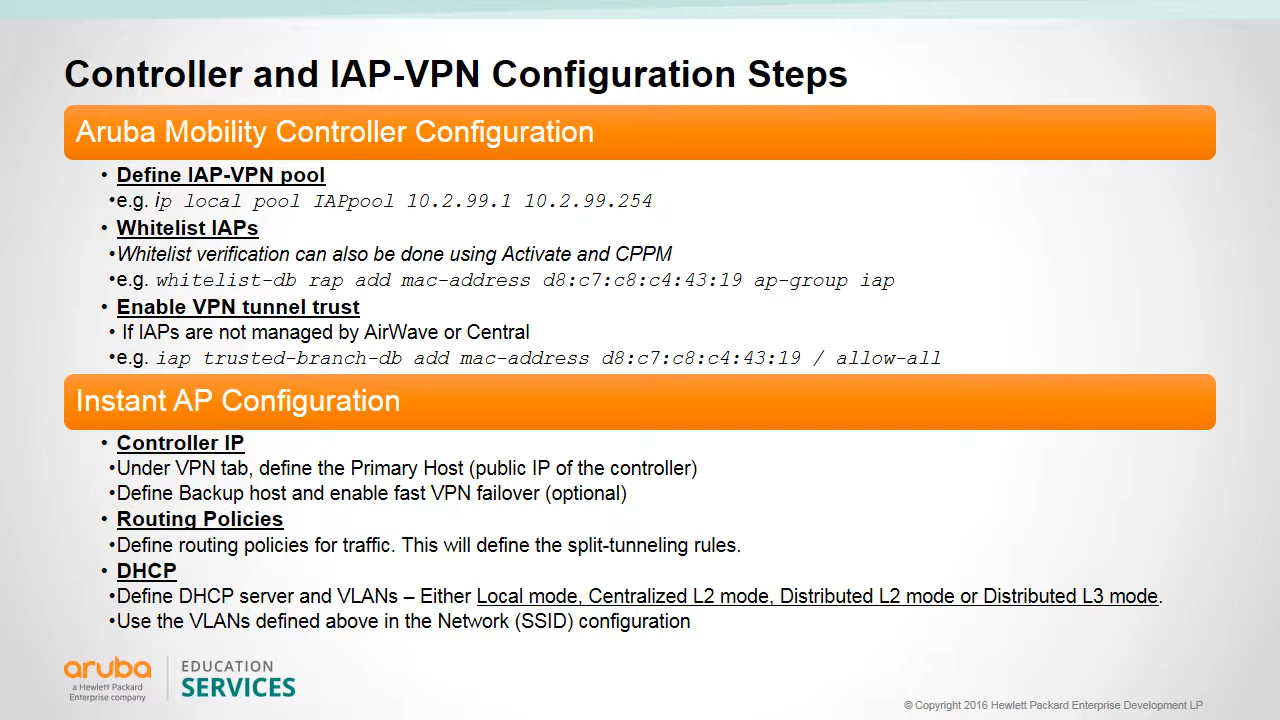 Controller and IAP-VPN Configuration Steps
Aruba Mobility Controller Configuration
• Define IAP-VPN pool
•e.g. ip local pool IAPpool 10.2.99.1 10.2.99.254
• Whitelist IAPs
•Whitelist verification can also be done using Activate and CPPM
•e.g. whitelist-db rap add mac-address d8:c7:c8:c4:43:19 ap-group iap
• Enable VPN tunnel trust
• If IAPs are not managed by AirWave or Central
•e.g. iap trusted-branch-db add mac-address d8:c7:c8:c4:43:19 / allow-all
Instant AP Configuration
• Controller IP
•Under VPN tab, define the Primary Host (public IP of the controller)
•Define Backup host and enable fast VPN failover (optional)
• Routing Policies
•Define routing policies for traffic. This will define the split-tunneling rules.
• DHCP
•Define DHCP server and VLANs – Either Local mode, Centralized L2 mode, Distributed L2 mode or Distributed L3 mode.
•Use the VLANs defined above in the Network (SSID) configuration
aruba
a Hewlett Packard
Enterprise company
EDUCATION
SERVICES
© Copyright 2016 Hewlett Packard Enterprise Development LP